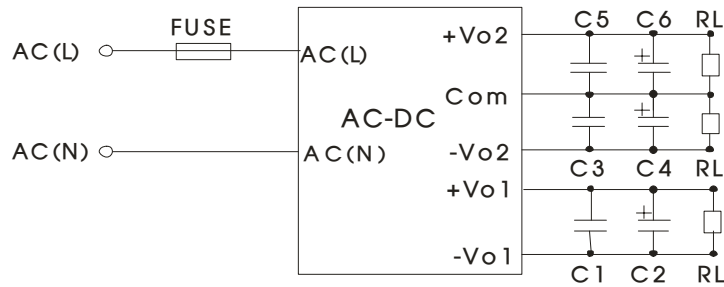 C5 C6 RL
FUSE
+Vo2
AC(L) AC(L)
Com
AC-DC
AC(N) AC(N) -Vo2
C3 C4 RL
+Vo1
-Vo1
C1 C2 RL